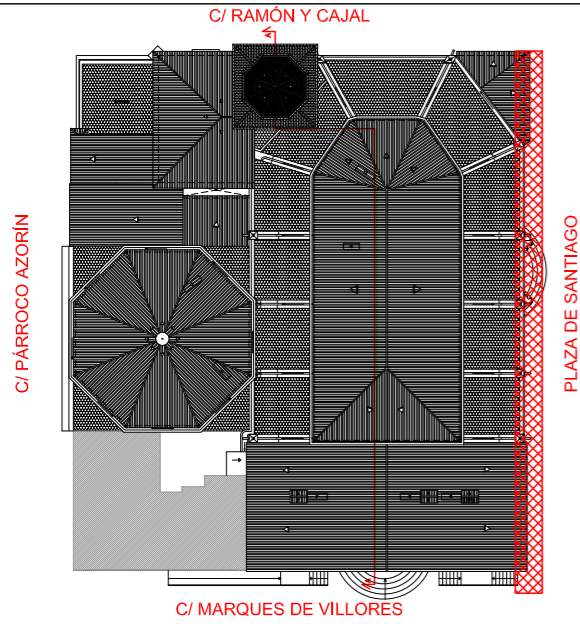 C/ RAMÓN Y CAJAL
C/ PÁRROCO AZORÍN
PLAZA DE SANTIAGO
C/ MARQUES DE VILLORES